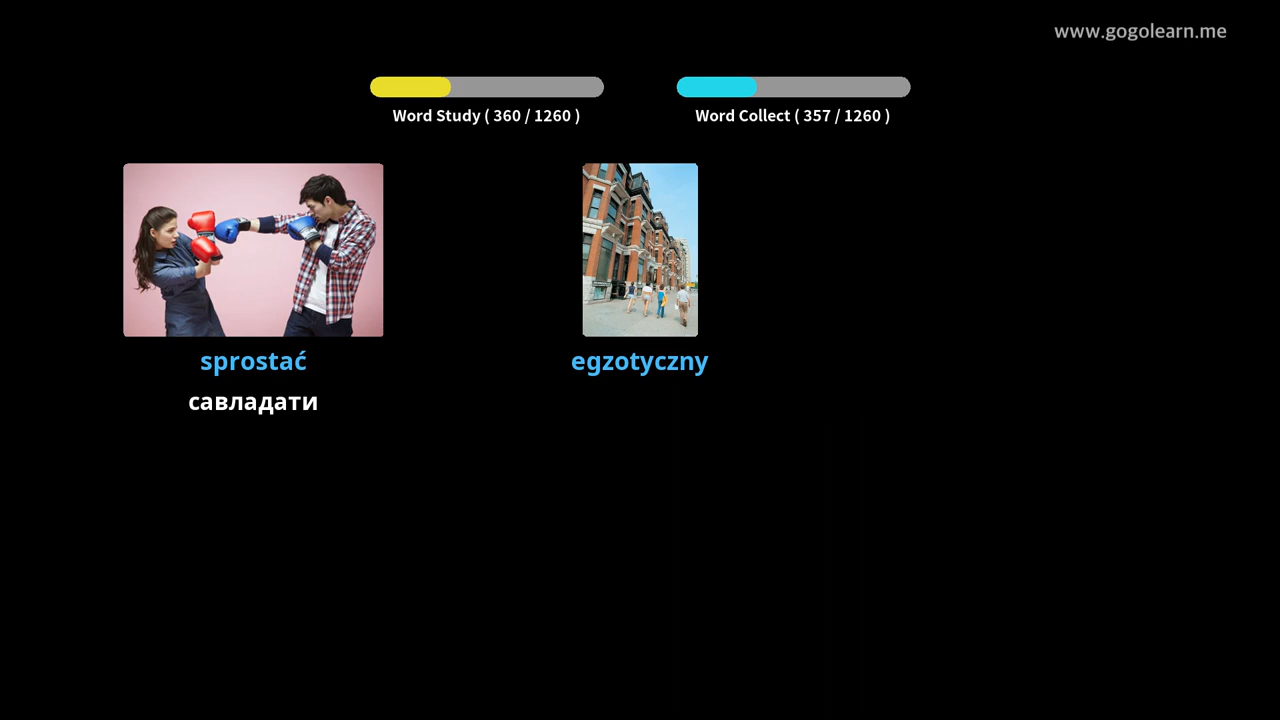 www.gogolearn.me
Word Study ( 360 / 1260 )
Word Collect ( 357 / 1260 )
sprostać
egzotyczny
савладати